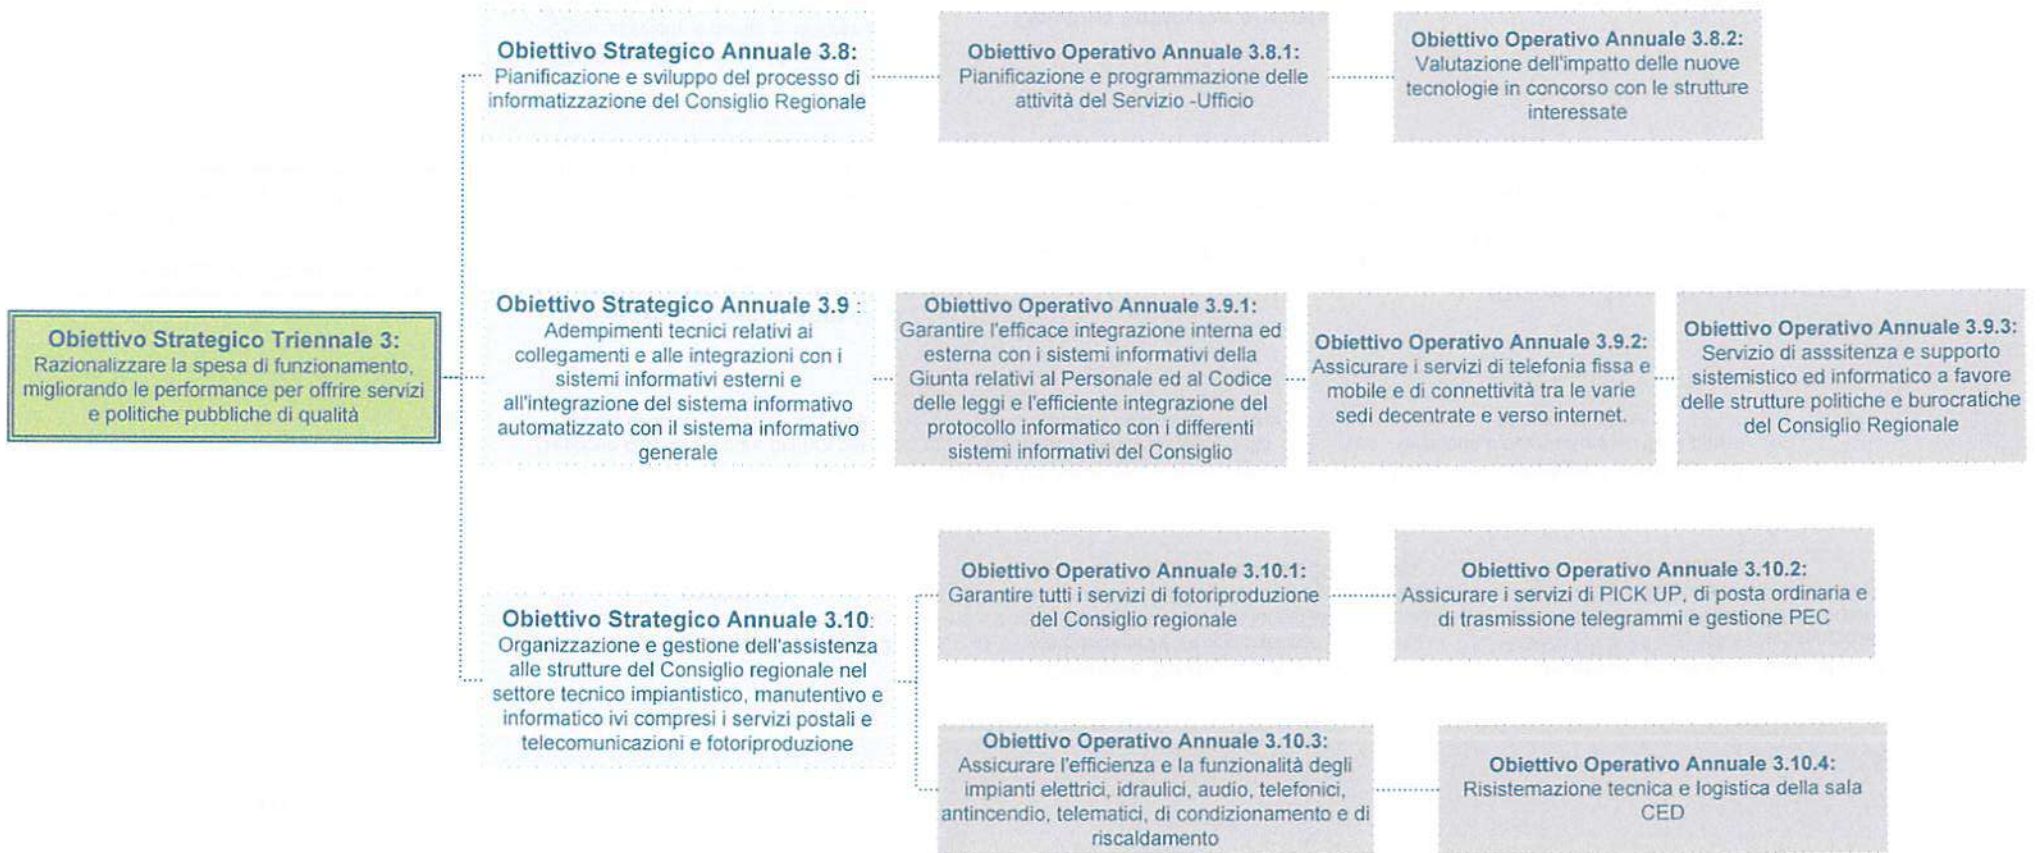 Obiettivo Strategico Triennale 3:
Razionalizzare la spesa di funzionamento,
migliorando le performance per offrire servizi
e politiche pubbliche di qualità
Obiettivo Strategico Annuale 3.8:
Pianificazione e sviluppo del processo di
informatizzazione del Consiglio Regionale
Obiettivo Operativo Annuale 3.8.1:
Pianificazione e programmazione delle
attività del Servizio -Ufficio
Obiettivo Operativo Annuale 3.8.2:
Valutazione dell'impatto delle nuove
tecnologie in concorso con le strutture
interessate
Obiettivo Strategico Annuale 3.9 :
Adempimenti tecnici relativi ai
collegamenti e alle integrazioni con i
sistemi informativi esterni e
all'integrazione del sistema informativo
automatizzato con il sistema informativo
generale
Obiettivo Operativo Annuale 3.9.1:
Garantire l'efficace integrazione interna ed
esterna con i sistemi informativi della
Giunta relativi al Personale ed al Codice
delle leggi e l'efficiente integrazione del
protocollo informatico con i differenti
sistemi informativi del Consiglio
Obiettivo Operativo Annuale 3.9.2:
Assicurare i servizi di telefonia fissa e
mobile e di connettività tra le varie
sedi decentrate e verso internet.
Obiettivo Operativo Annuale 3.9.3:
Servizio di asssitenza e supporto
sistemistico ed informatico a favore
delle strutture politiche e burocratiche
del Consiglio Regionale
Obiettivo Strategico Annuale 3.10:
Organizzazione e gestione dell'assistenza
alle strutture del Consiglio regionale nel
settore tecnico impiantistico, manutentivo e
informatico ivi compresi i servizi postali e
telecomunicazioni e fotoriproduzione
Obiettivo Operativo Annuale 3.10.1:
Garantire tutti i servizi di fotoriproduzione
del Consiglio regionale
Obiettivo Operativo Annuale 3.10.2:
Assicurare i servizi di PICK UP, di posta ordinaria e
di trasmissione telegrammi e gestione PEC
Obiettivo Operativo Annuale 3.10.3:
Assicurare l'efficienza e la funzionalità degli
impianti elettrici, idraulici, audio, telefonici,
antincendio, telematici, di condizionamento e di
riscaldamento
Obiettivo Operativo Annuale 3.10.4:
Risistemazione tecnica e logistica della sala
CED